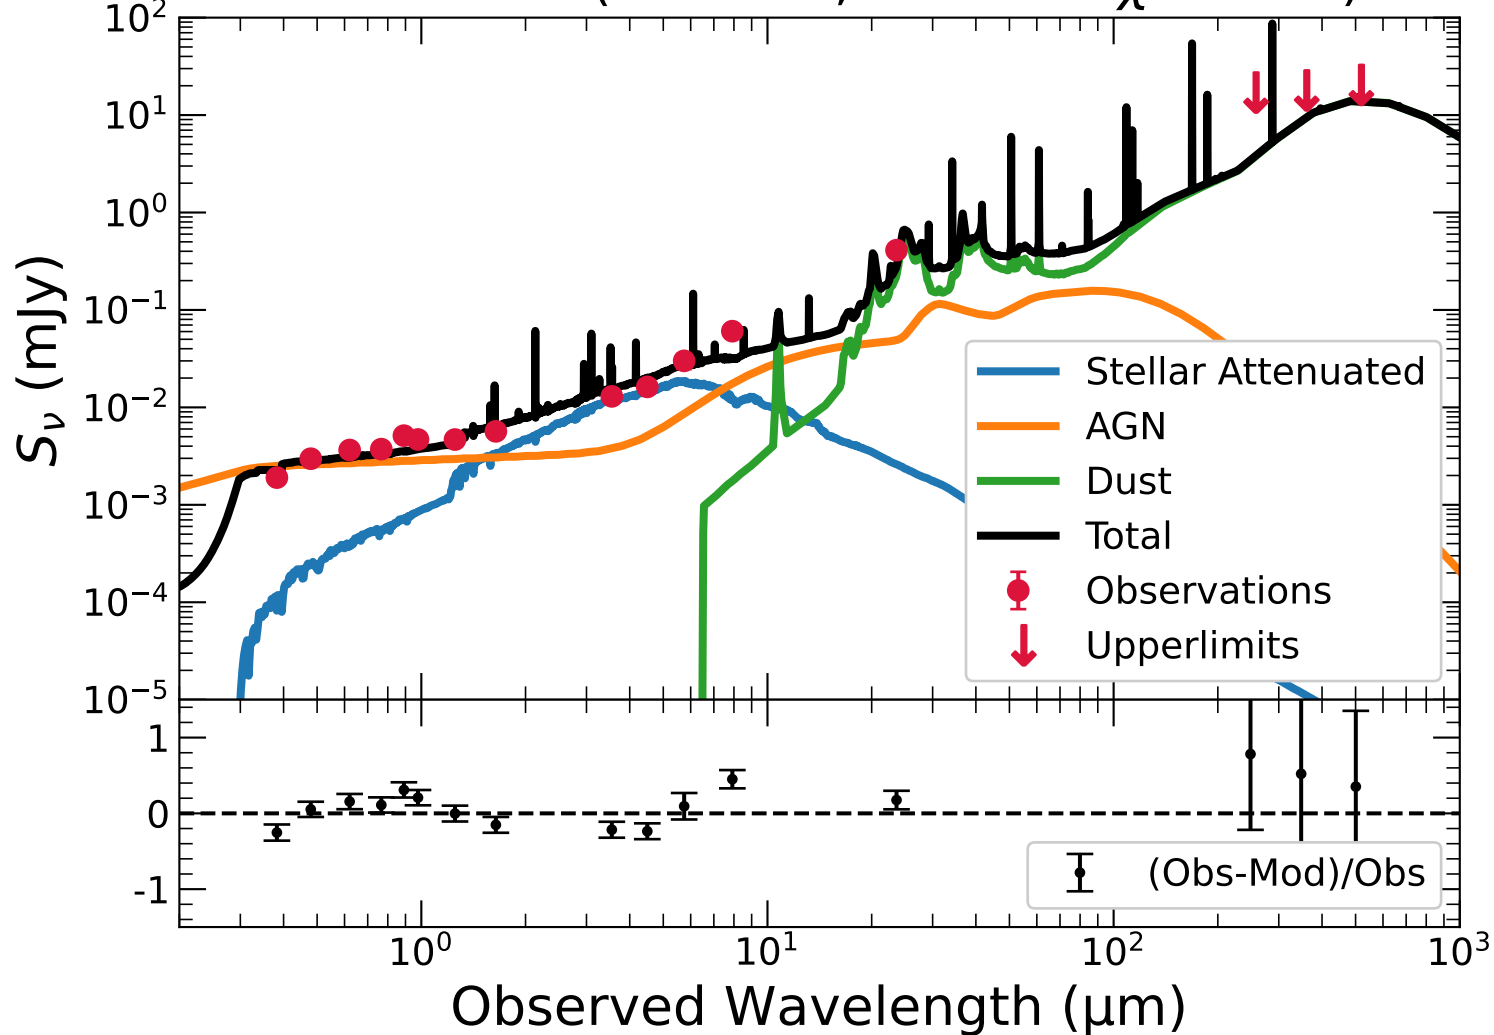 10²
10¹
10⁰
10⁻¹
10⁻²
10⁻³
10⁻⁴
10⁻⁵
Sν (mJy)
Stellar Attenuated
AGN
Dust
Total
Observations
Upperlimits
1
0
-1
(Obs-Mod)/Obs
10⁰ 10¹ 10² 10³
Observed Wavelength (μm)